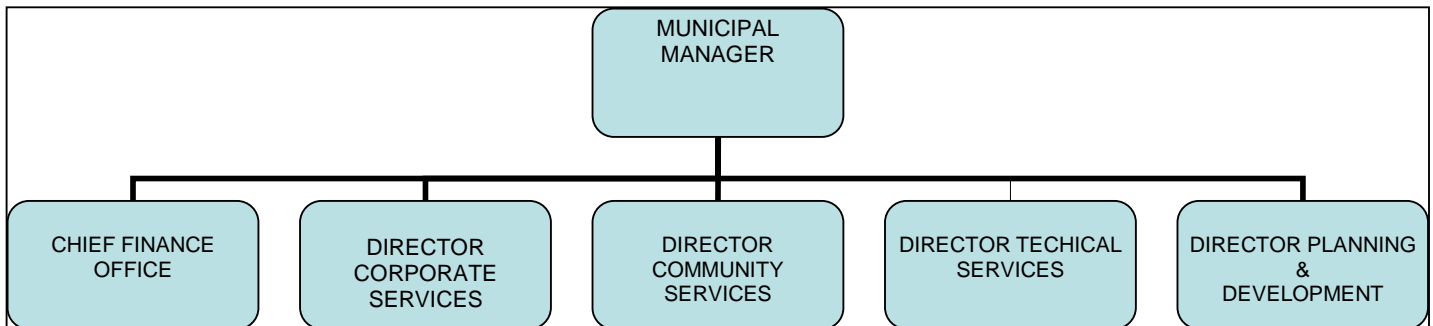 MUNICIPAL
MANAGER
CHIEF FINANCE
OFFICE
DIRECTOR
CORPORATE
SERVICES
DIRECTOR
COMMUNITY
SERVICES
DIRECTOR TECHICAL
SERVICES
DIRECTOR PLANNING
&
DEVELOPMENT